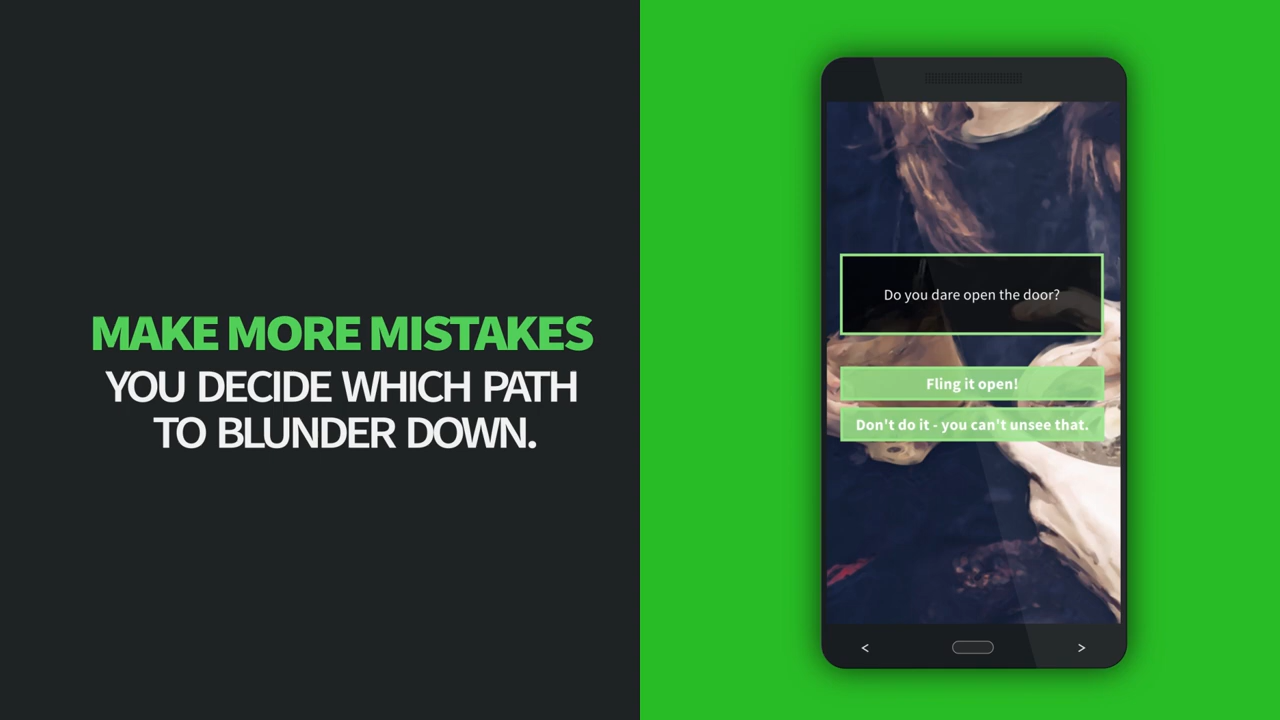 MAKE MORE MISTAKES
YOU DECIDE WHICH PATH
TO BLUNDER DOWN.
Do you dare open the door?
Fling it open!
Don't do it - you can't unsee that.
< >